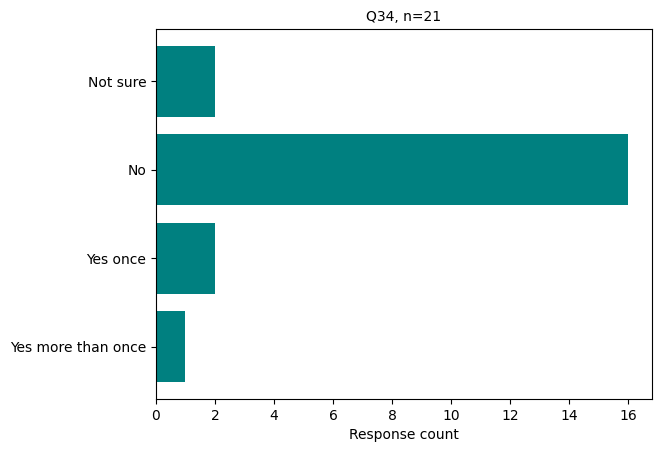 Q34, n=21
Not sure
No
Yes once
Yes more than once
0 2 4 6 8 10 12 14 16
Response count